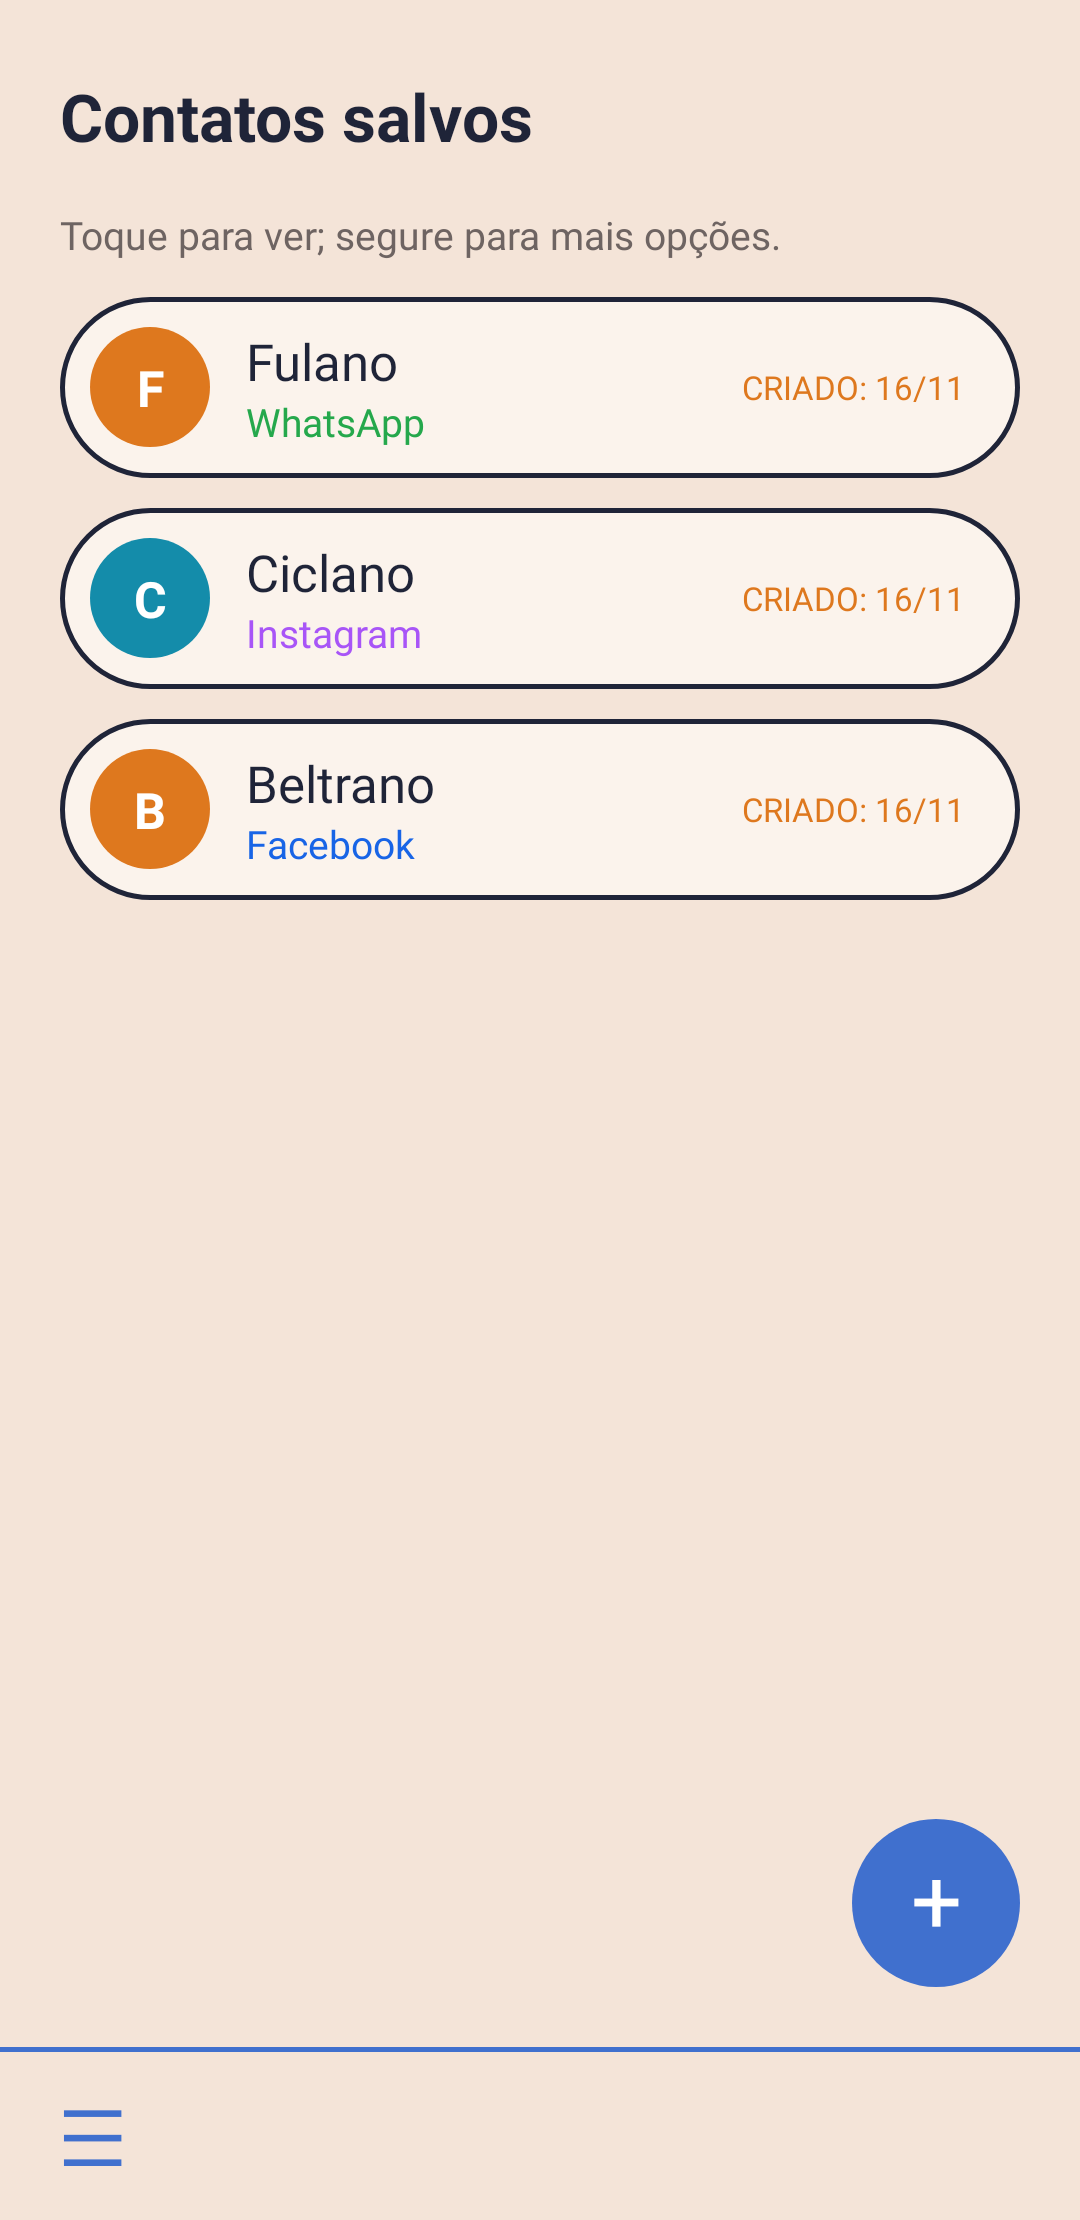 Contatos salvos
Toque para ver; segure para mais opções.
F
Fulano
WhatsApp
CRIADO: 16/11
C
Ciclano
Instagram
CRIADO: 16/11
B
Beltrano
Facebook
CRIADO: 16/11
+